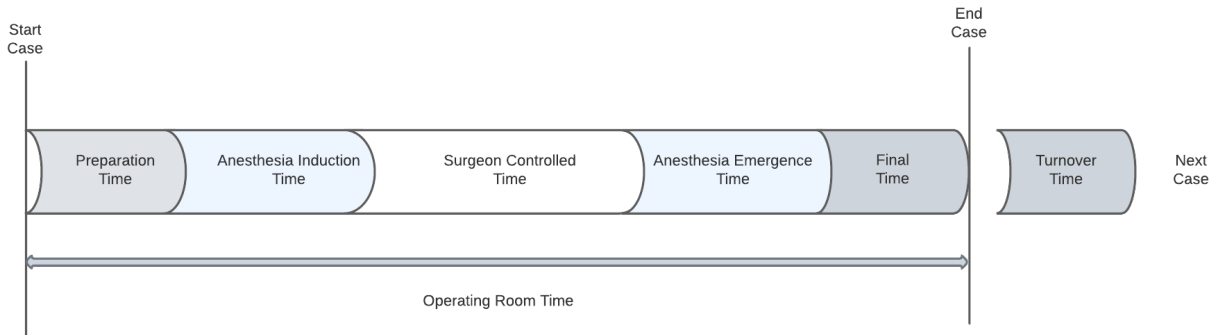 Start
Case
End
Case
Preparation
Time
Anesthesia Induction
Time
Surgeon Controlled
Time
Anesthesia Emergence
Time
Final
Time
Turnover
Time
Next
Case
Operating Room Time